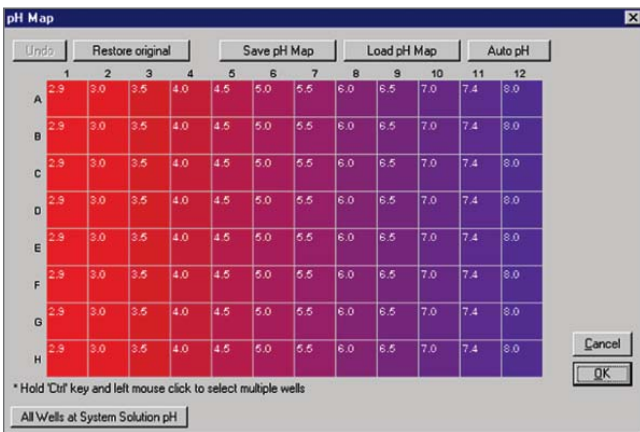 pH Map
Undo Restore original Save pH Map Load pH Map Auto pH
1 2 3 4 5 6 7 8 9 10 11 12
A 2.9 3.0 3.5 4.0 4.5 5.0 5.5 6.0 6.5 7.0 7.4 8.0
B 2.9 3.0 3.5 4.0 4.5 5.0 5.5 6.0 6.5 7.0 7.4 8.0
C 2.9 3.0 3.5 4.0 4.5 5.0 5.5 6.0 6.5 7.0 7.4 8.0
D 2.9 3.0 3.5 4.0 4.5 5.0 5.5 6.0 6.5 7.0 7.4 8.0
E 2.9 3.0 3.5 4.0 4.5 5.0 5.5 6.0 6.5 7.0 7.4 8.0
F 2.9 3.0 3.5 4.0 4.5 5.0 5.5 6.0 6.5 7.0 7.4 8.0
G 2.9 3.0 3.5 4.0 4.5 5.0 5.5 6.0 6.5 7.0 7.4 8.0
H 2.9 3.0 3.5 4.0 4.5 5.0 5.5 6.0 6.5 7.0 7.4 8.0
Cancel
OK
* Hold 'Ctrl' key and left mouse click to select multiple wells
All Wells at System Solution pH